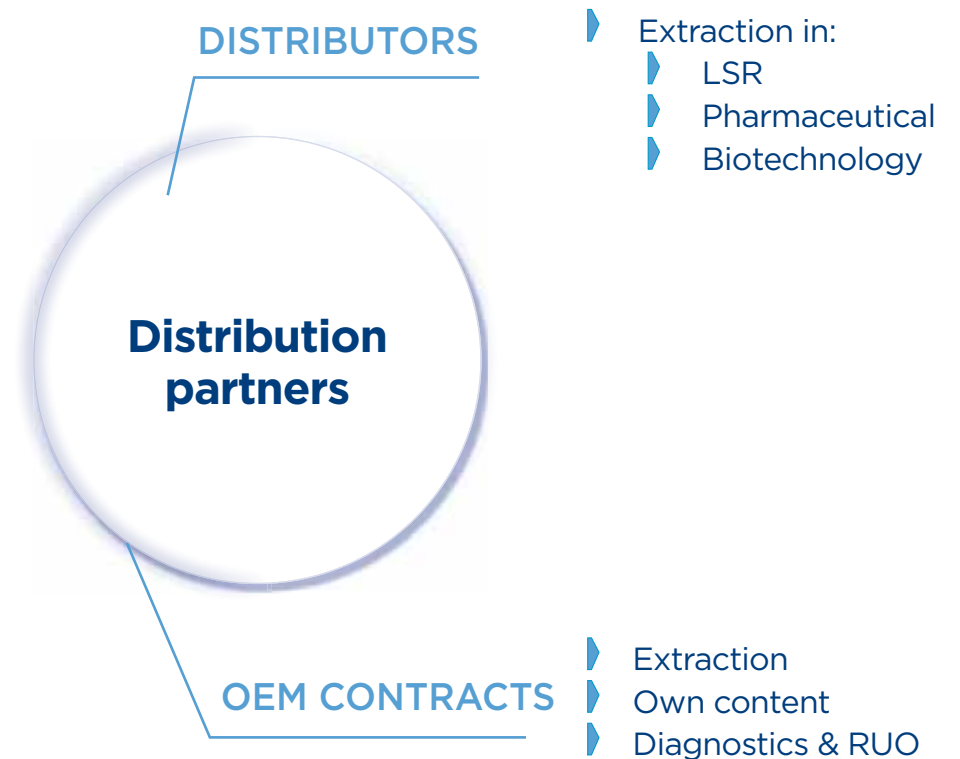 DISTRIBUTORS
Extraction in:
LSR
Pharmaceutical
Biotechnology
Distribution
partners
OEM CONTRACTS
Extraction
Own content
Diagnostics & RUO